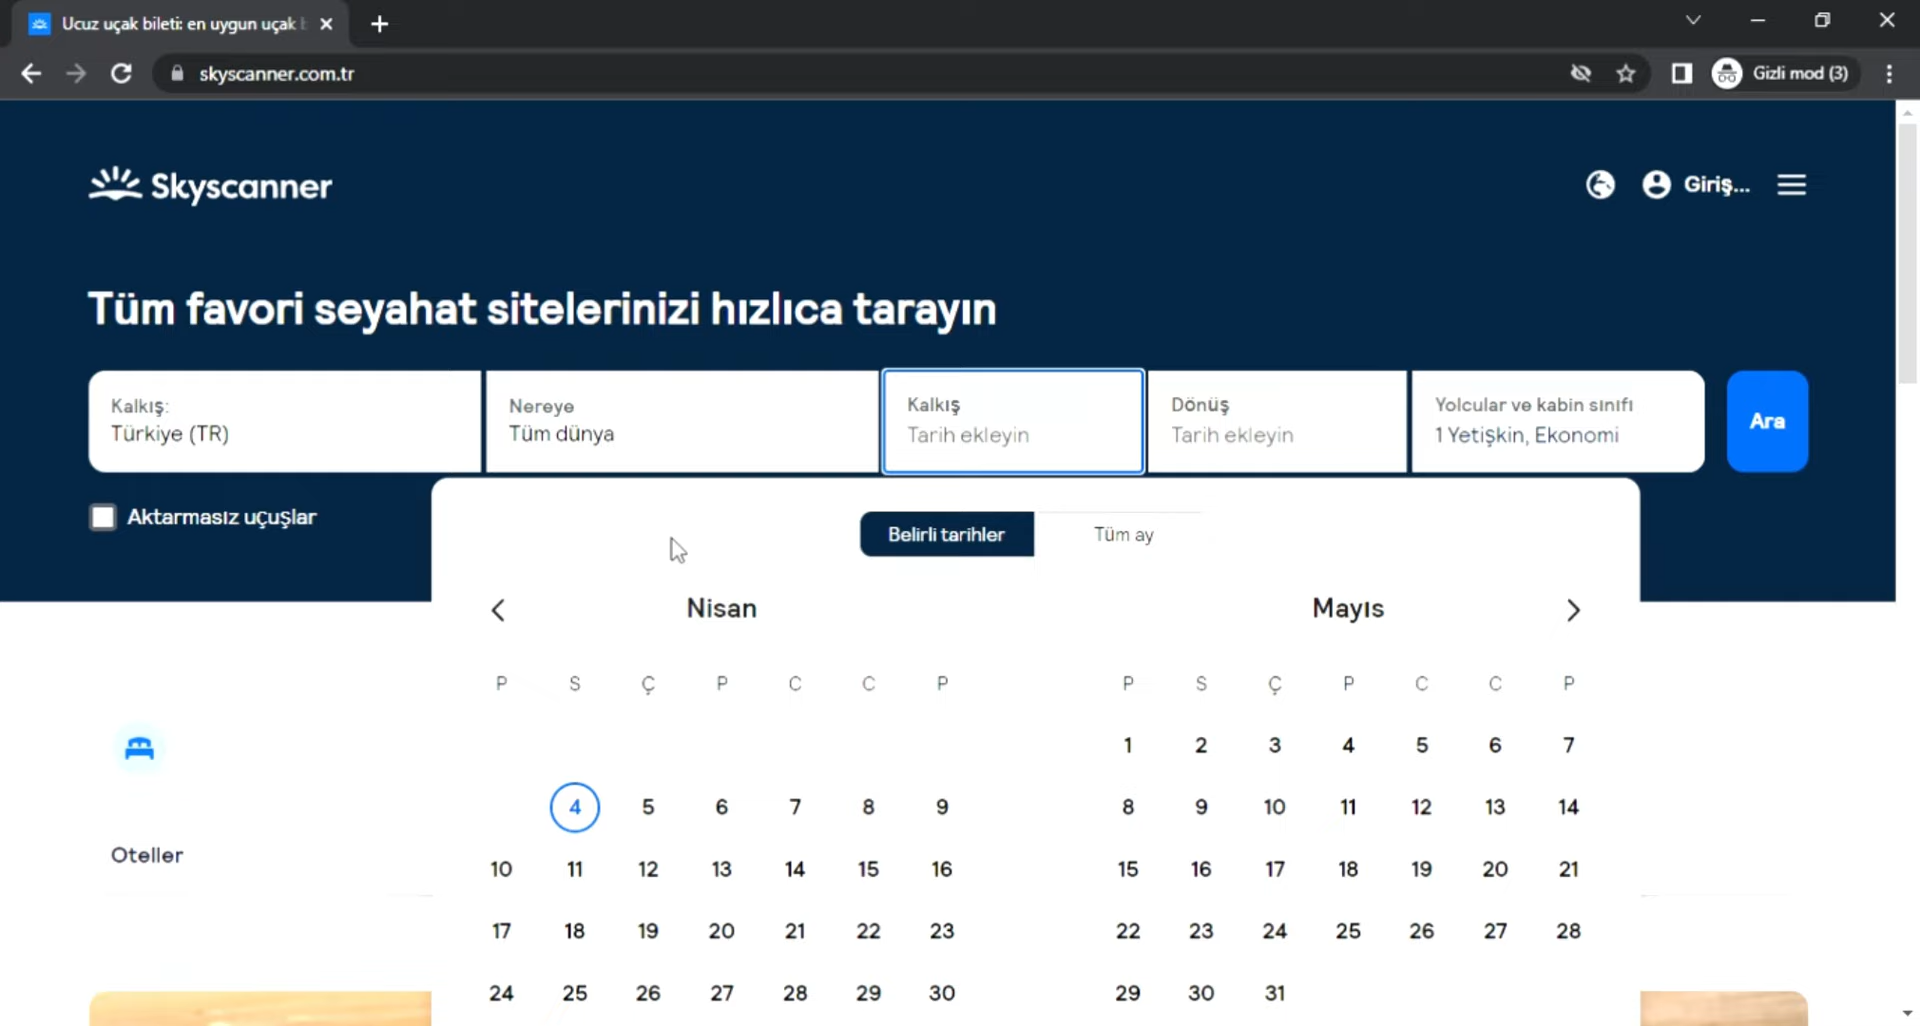 Ucuz uçak bileti: en uygun uçak
skyscanner.com.tr
Gizli mod (3)
Skyscanner
Giriş...
Tüm favori seyahat sitelerinizi hızlıca tarayın
Kalkış:
Türkiye (TR)
Nereye
Tüm dünya
Kalkış
Tarih ekleyin
Dönüş
Tarih ekleyin
Yolcular ve kabin sınıfı
1 Yetişkin, Ekonomi
Ara
Aktarmasız uçuşlar
Belirli tarihler
Tüm ay
Nisan
P S Ç P C C P
4 5 6 7 8 9
10 11 12 13 14 15 16
17 18 19 20 21 22 23
24 25 26 27 28 29 30
Mayıs
P S Ç P C C P
1 2 3 4 5 6 7
8 9 10 11 12 13 14
15 16 17 18 19 20 21
22 23 24 25 26 27 28
29 30 31
Oteller